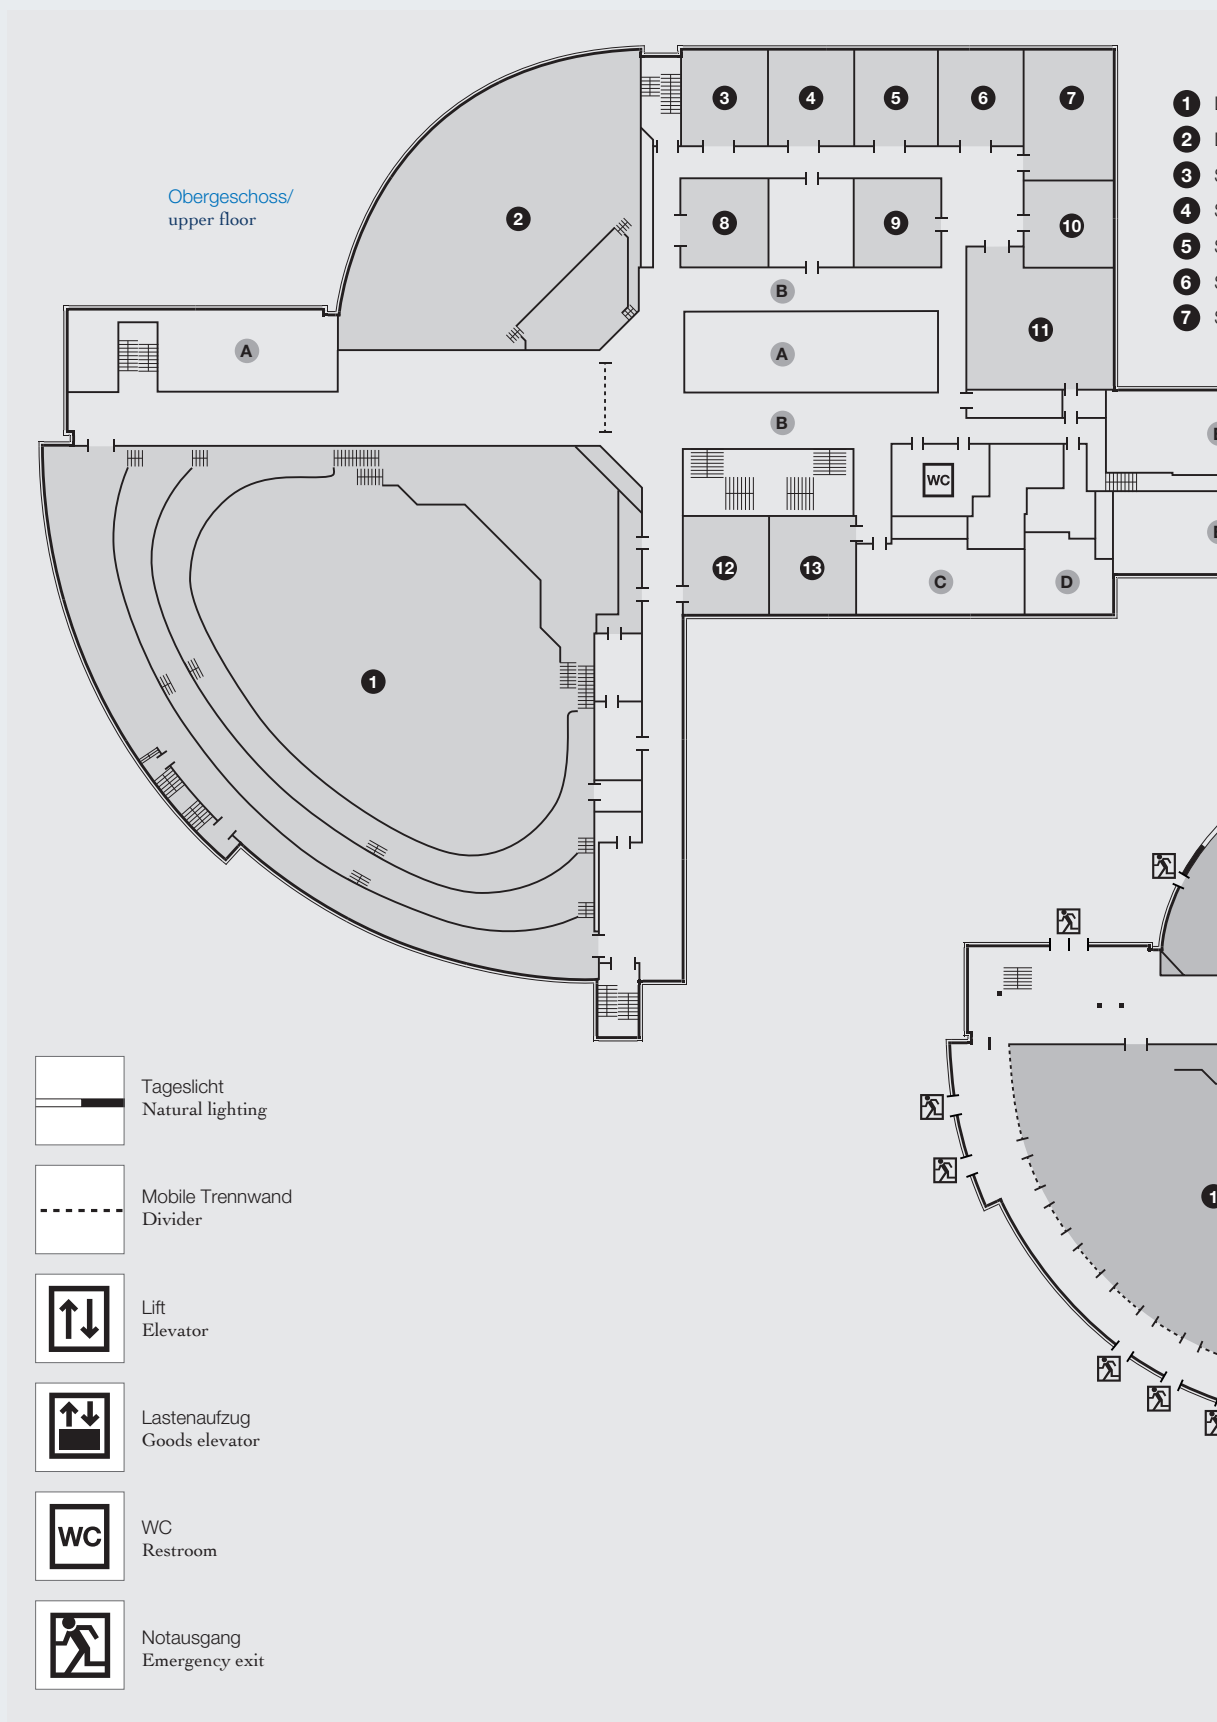 3
4
5
6
7
1
2
3
4
5
6
7
Obergeschoss/
upper floor
2
8
9
10
B
11
A
A
B
WC
12
13
C
D
1
Tageslicht
Natural lighting
Mobile Trennwand
Divider
Lift
Elevator
Lastenaufzug
Goods elevator
WC
WC
Restroom
Notausgang
Emergency exit